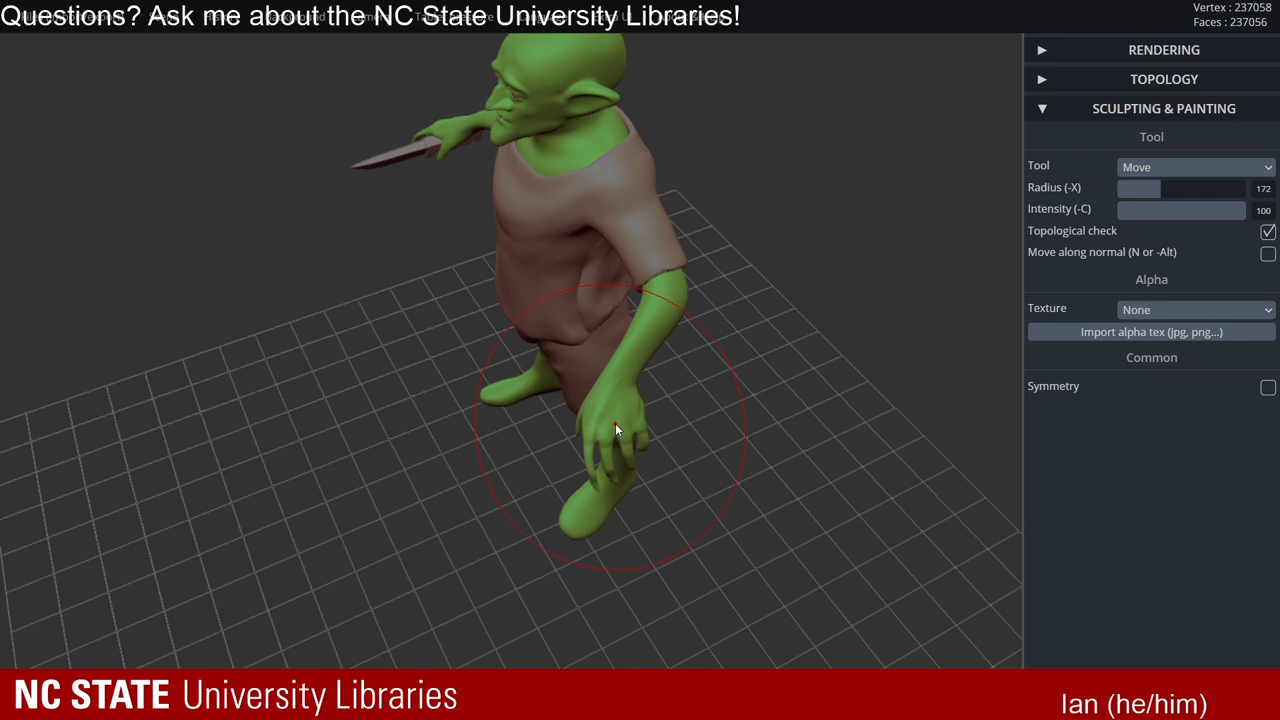 Questions? Ask me about the NC State University Libraries!
Vertex : 237058
Faces : 237056
RENDERING
TOPOLOGY
SCULPTING & PAINTING
Tool
Tool
Move
Radius (-X)
172
Intensity (-C)
100
Topological check
Move along normal (N or -Alt)
Alpha
Texture
None
Import alpha tex (jpg, png...)
Common
Symmetry
NC STATE University Libraries
Ian (he/him)